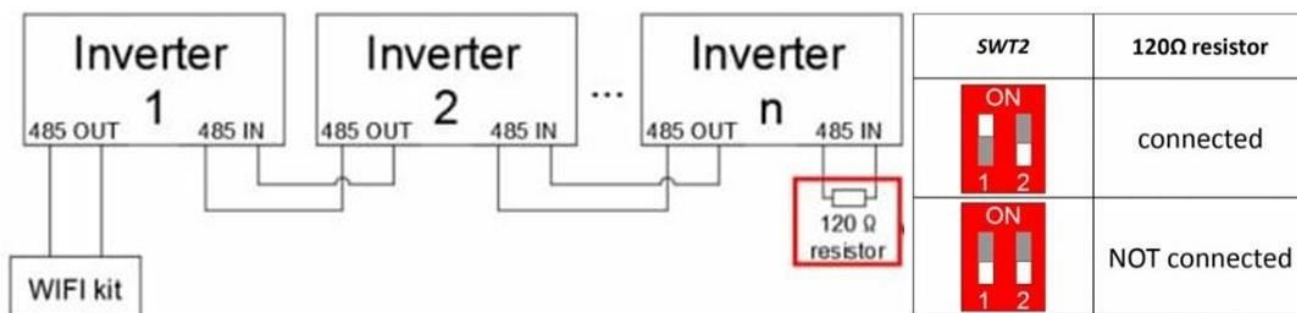 Inverter
1
485 OUT
485 IN
Inverter
2
485 OUT
485 IN
...
Inverter
n
485 OUT
485 IN
120 Ω
resistor
WIFI kit
SWT2
120Ω resistor
ON
1 2
connected
ON
1 2
NOT connected